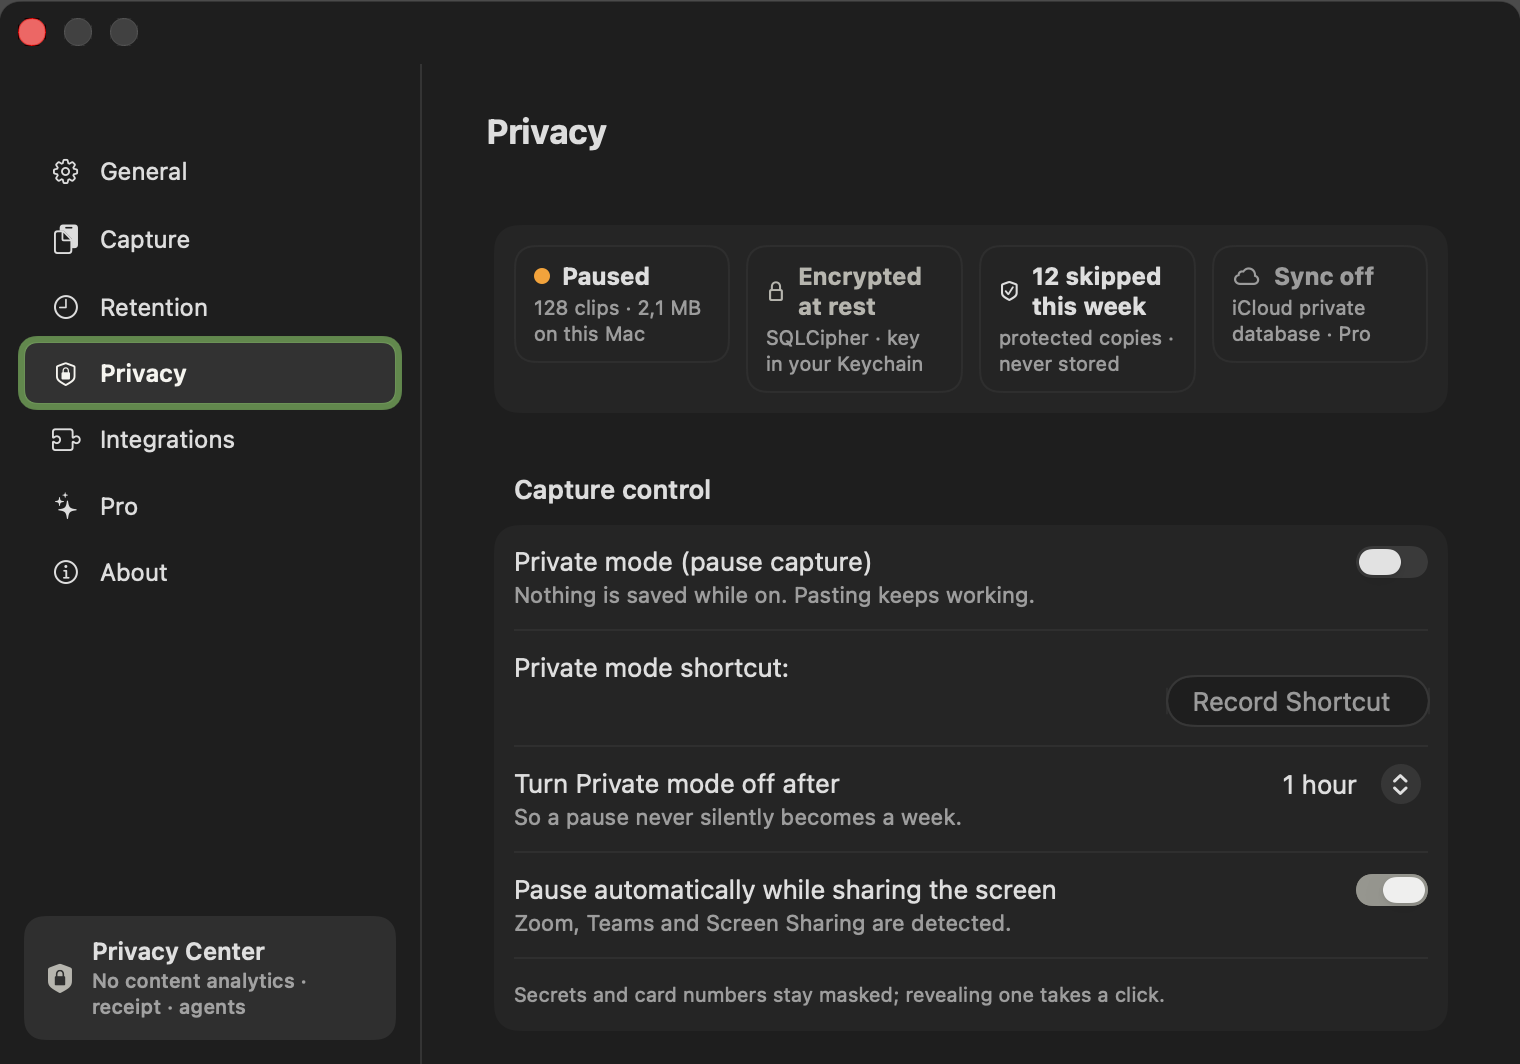 General
Capture
Retention
Privacy
Integrations
Pro
About
Privacy Center
No content analytics ·
receipt · agents
Privacy
Paused
128 clips · 2,1 MB
on this Mac
Encrypted
at rest
SQLCipher · key
in your Keychain
12 skipped
this week
protected copies ·
never stored
Sync off
iCloud private
database · Pro
Capture control
Private mode (pause capture)
Nothing is saved while on. Pasting keeps working.
Private mode shortcut:
Record Shortcut
Turn Private mode off after
1 hour
So a pause never silently becomes a week.
Pause automatically while sharing the screen
Zoom, Teams and Screen Sharing are detected.
Secrets and card numbers stay masked; revealing one takes a click.